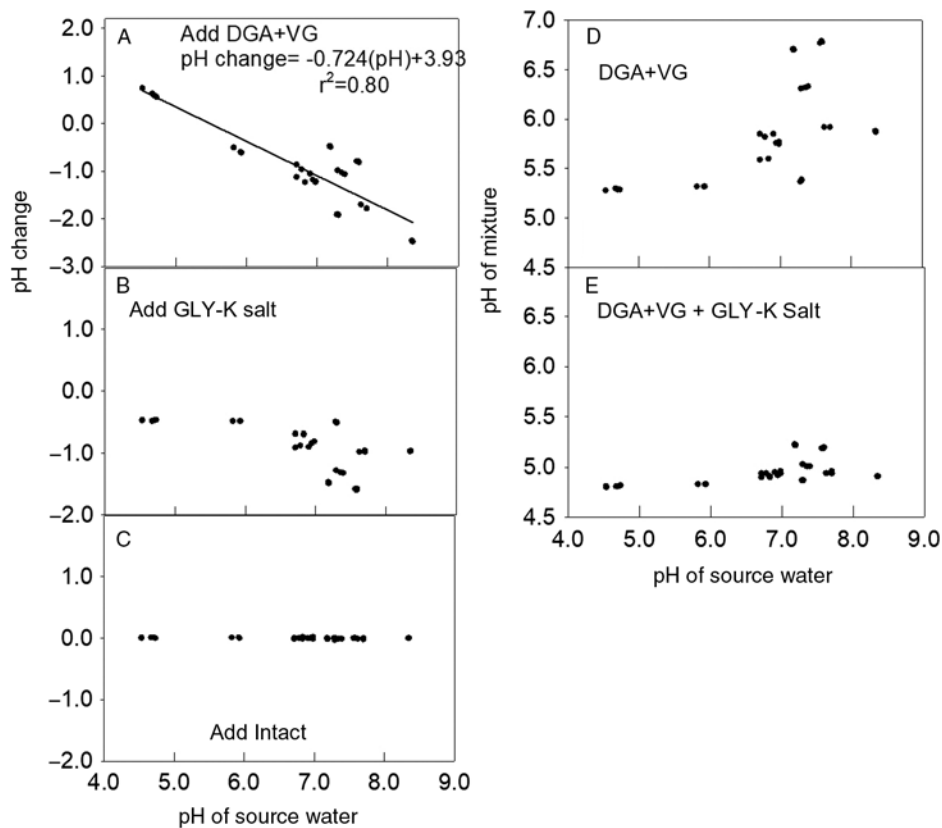 A
Add DGA+VG
pH change= -0.724(pH)+3.93
r²=0.80
2.0
1.0
0.0
–1.0
–2.0
–3.0
pH change
B
Add GLY-K salt
1.0
0.0
–1.0
–2.0
C
1.0
0.0
–1.0
–2.0
Add Intact
4.0 5.0 6.0 7.0 8.0 9.0
pH of source water
D
DGA+VG
7.0
6.5
6.0
5.5
5.0
4.5
pH of mixture
E
DGA+VG + GLY-K Salt
6.5
6.0
5.5
5.0
4.5
4.0 5.0 6.0 7.0 8.0 9.0
pH of source water